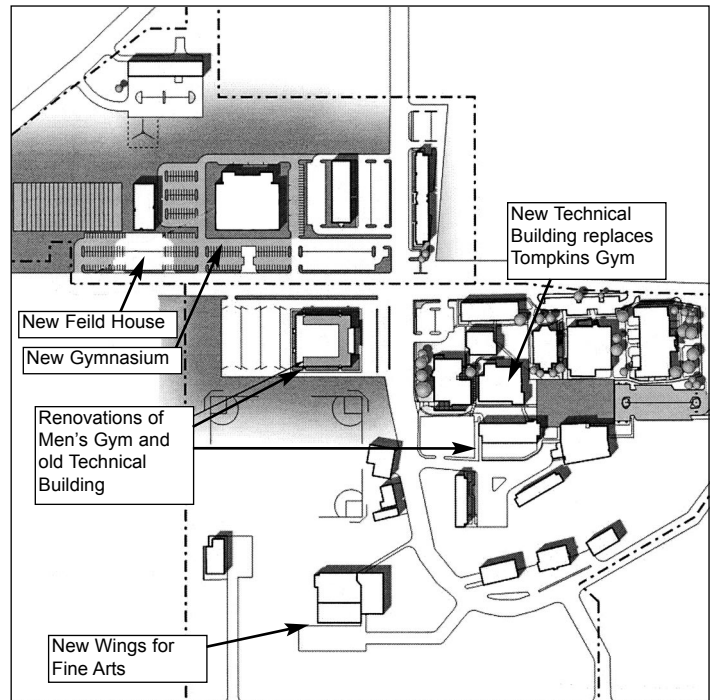 New Technical
Building replaces
Tompkins Gym
New Feild House
New Gymnasium
Renovations of
Men's Gym and
old Technical
Building
New Wings for
Fine Arts